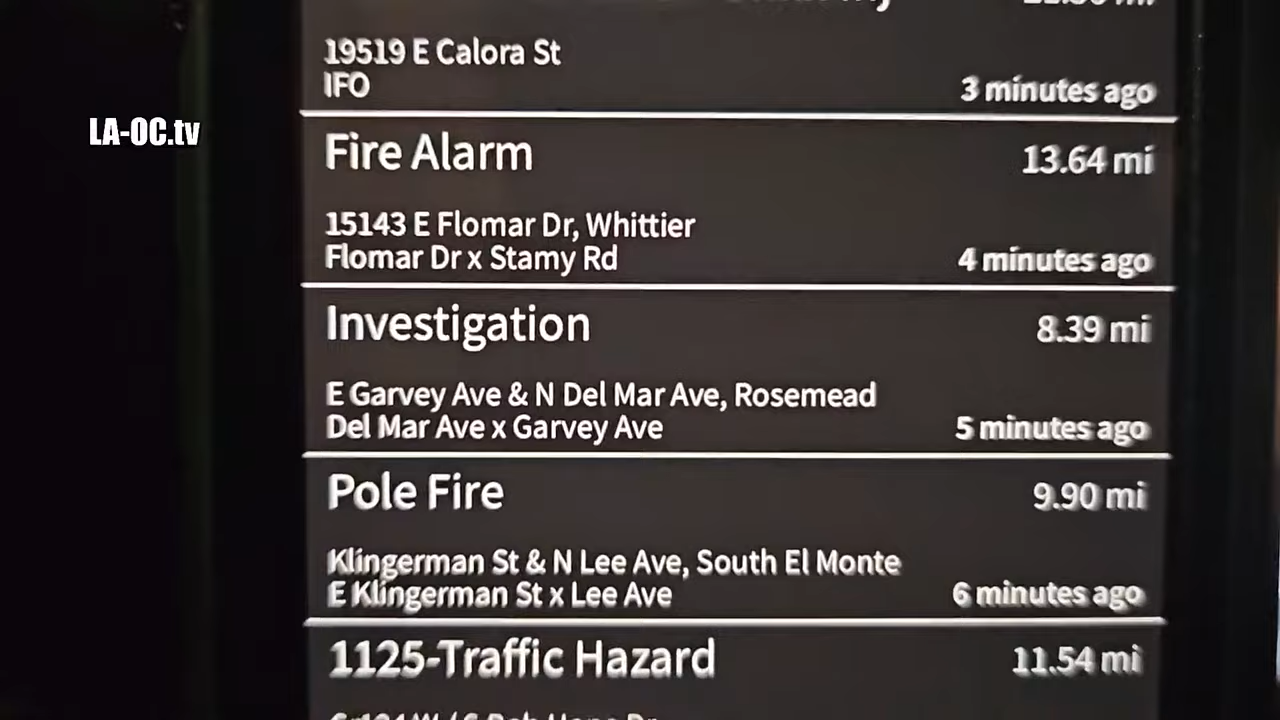 19519 E Calora St
IFO
3 minutes ago
LA-OC.tv
Fire Alarm
13.64 mi
15143 E Flomar Dr, Whittier
Flomar Dr x Stamy Rd
4 minutes ago
Investigation
8.39 mi
E Garvey Ave & N Del Mar Ave, Rosemead
Del Mar Ave x Garvey Ave
5 minutes ago
Pole Fire
9.90 mi
Klingerman St & N Lee Ave, South El Monte
E Klingerman St x Lee Ave
6 minutes ago
1125-Traffic Hazard
11.54 mi